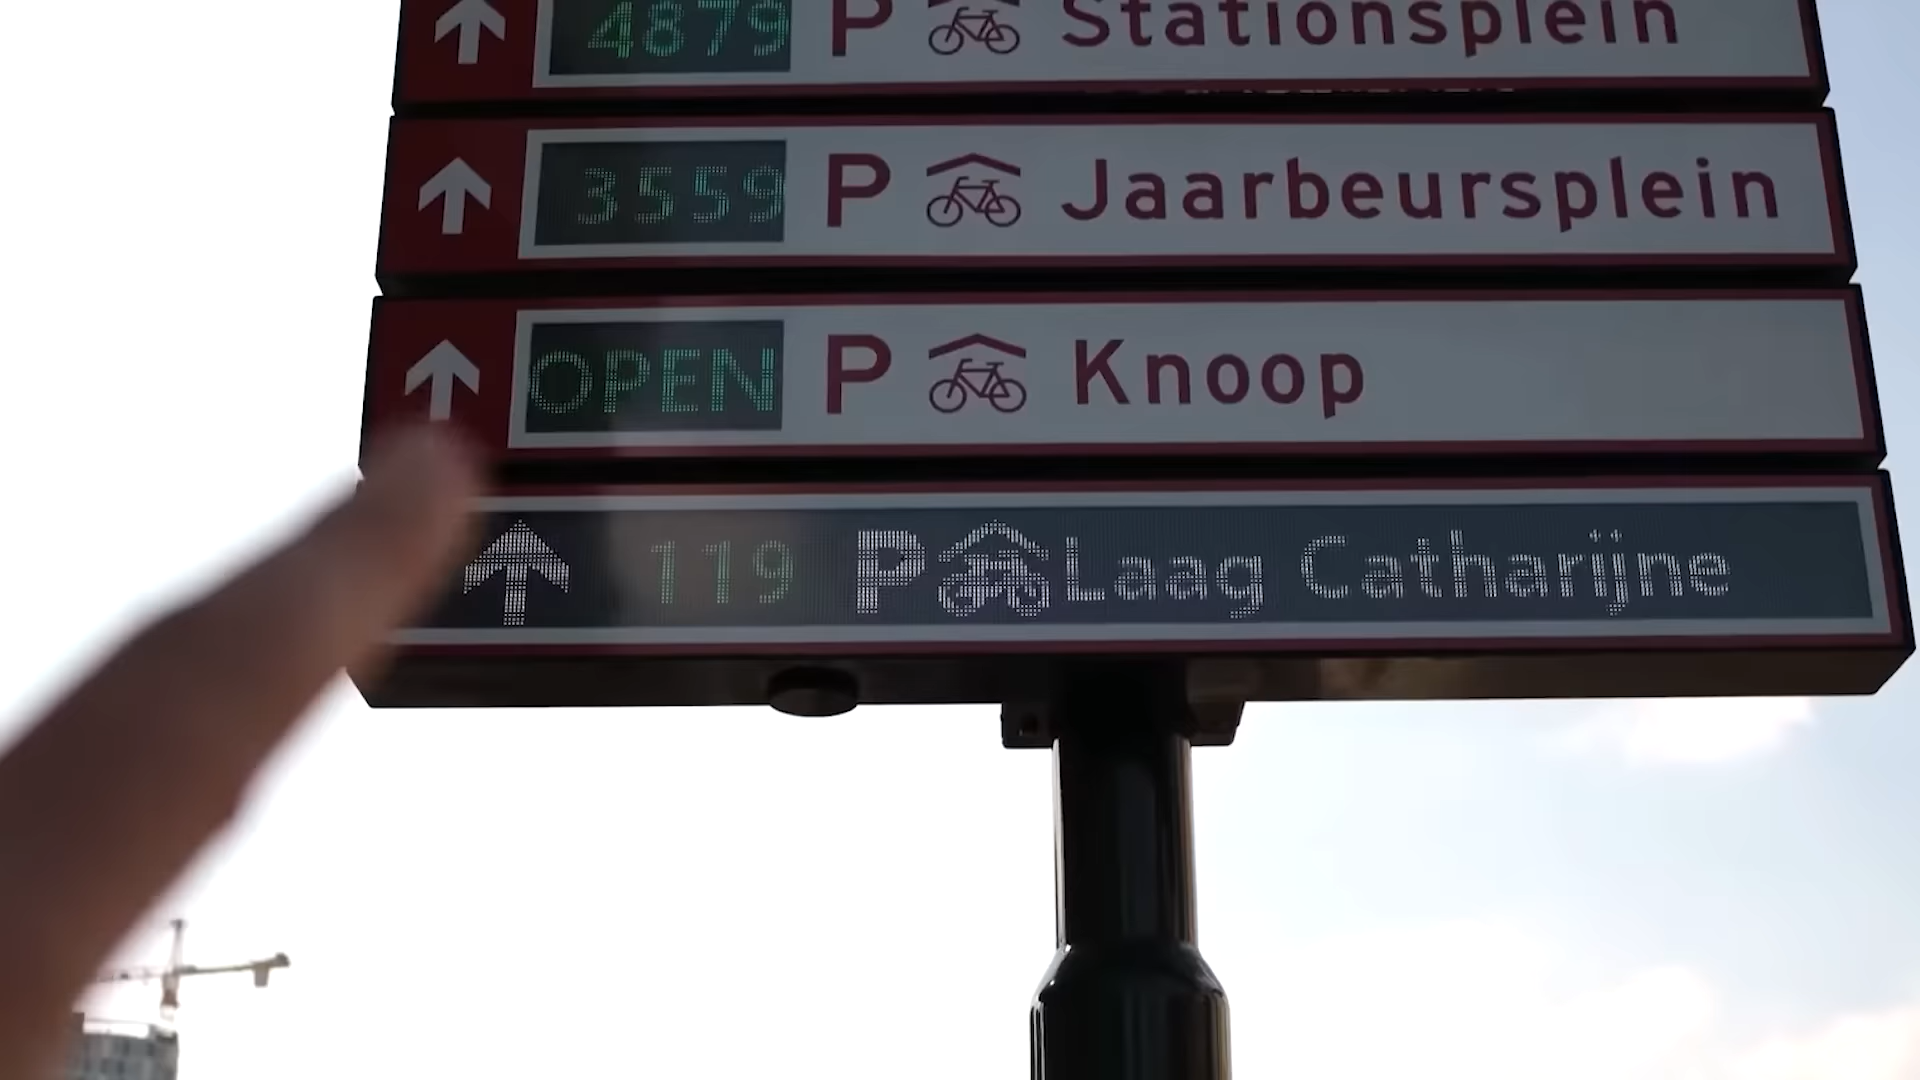 4879 P Stationsplein
3559 P Jaarbeursplein
OPEN P Knoop
119 P Laag Catharijne